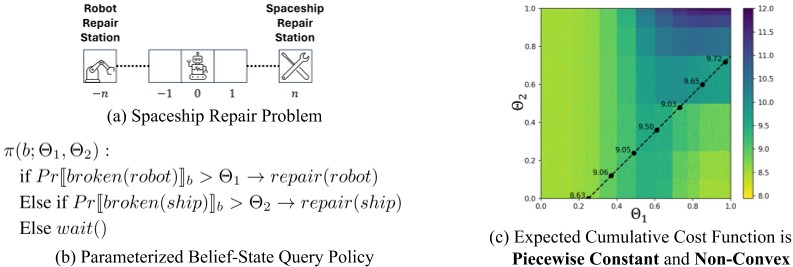 Robot
Repair
Station
Spaceship
Repair
Station
−n
−1
0
1
n
(a) Spaceship Repair Problem
π(b; Θ1, Θ2) :
if Pr⟦broken(robot)⟧b > Θ1 → repair(robot)
Else if Pr⟦broken(ship)⟧b > Θ2 → repair(ship)
Else wait()
(b) Parameterized Belief-State Query Policy
1.0
0.8
0.6
0.4
0.2
0.0
Θ2
9.72
9.65
9.03
9.50
9.05
9.06
8.63
0.0 0.2 0.4 0.6 0.8 1.0
Θ1
12.0
11.5
11.0
10.5
10.0
9.5
9.0
8.5
8.0
(c) Expected Cumulative Cost Function is
Piecewise Constant and Non-Convex